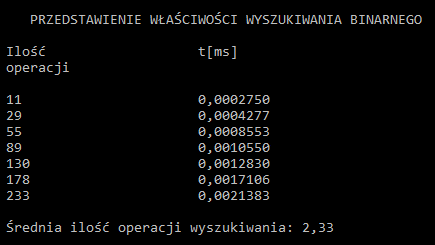 PRZEDSTAWIENIE WŁAŚCIWOŚCI WYSZUKIWANIA BINARNEGO
Ilość t[ms]
operacji
11 0,0002750
29 0,0004277
55 0,0008553
89 0,0010550
130 0,0012830
178 0,0017106
233 0,0021383
Średnia ilość operacji wyszukiwania: 2,33